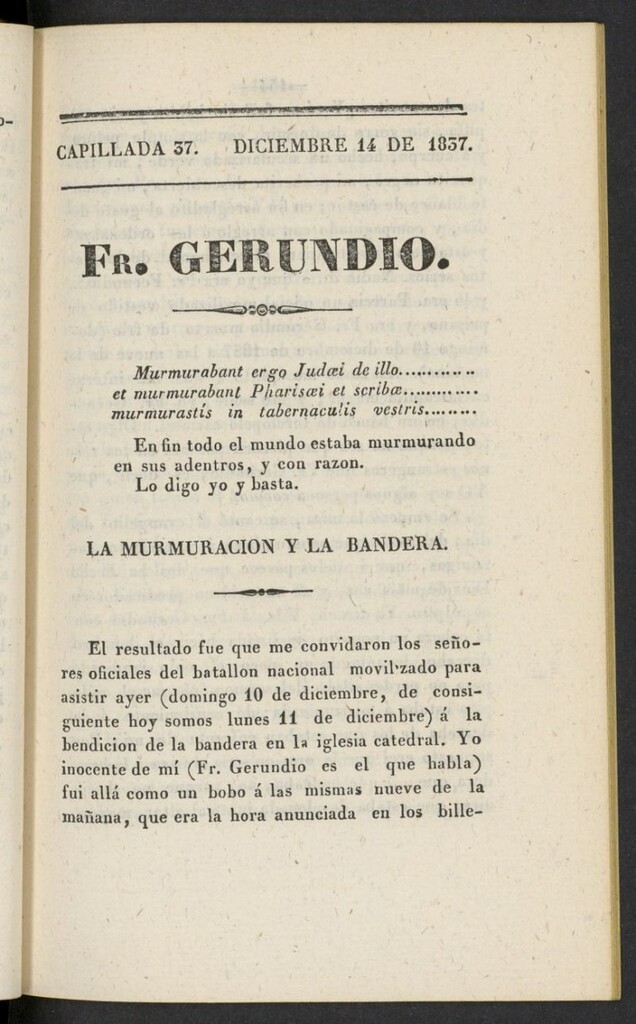 CAPILLADA 37. DICIEMBRE 14 DE 1837.
FR. GERUNDIO.
Murmurabant ergo Judæi de illo.............
et murmurabant Pharisæi et scribæ............
murmurastis in tabernaculis vestris.........
En fin todo el mundo estaba murmurando
en sus adentros, y con razon.
Lo digo yo y basta.
LA MURMURACION Y LA BANDERA.
El resultado fue que me convidaron los seño-
res oficiales del batallon nacional movilizado para
asistir ayer (domingo 10 de diciembre, de consi-
guiente hoy somos lunes 11 de diciembre) á la
bendicion de la bandera en la iglesia catedral. Yo
inocente de mí (Fr. Gerundio es el que habla)
fui allá como un bobo á las mismas nueve de la
mañana, que era la hora anunciada en los bille-